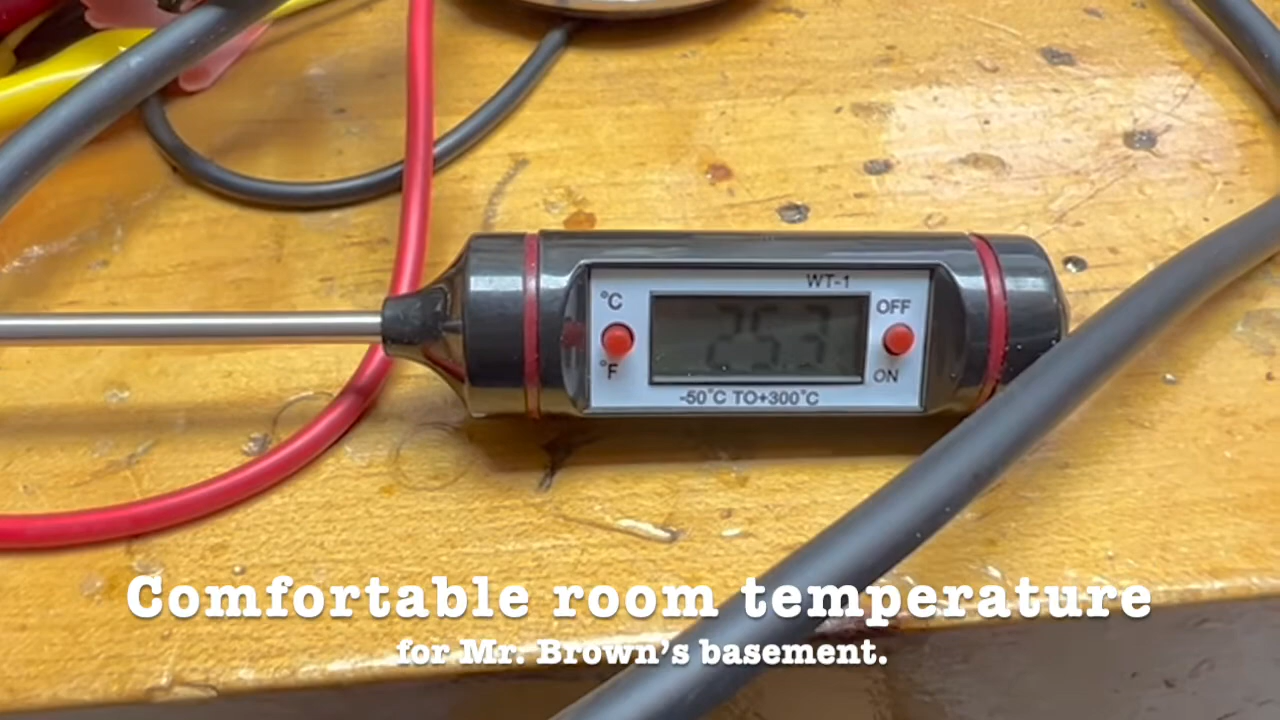 WT-1
°C
OFF
25.3
°F
ON
-50°C TO+300°C
Comfortable room temperature
for Mr. Brown's basement.